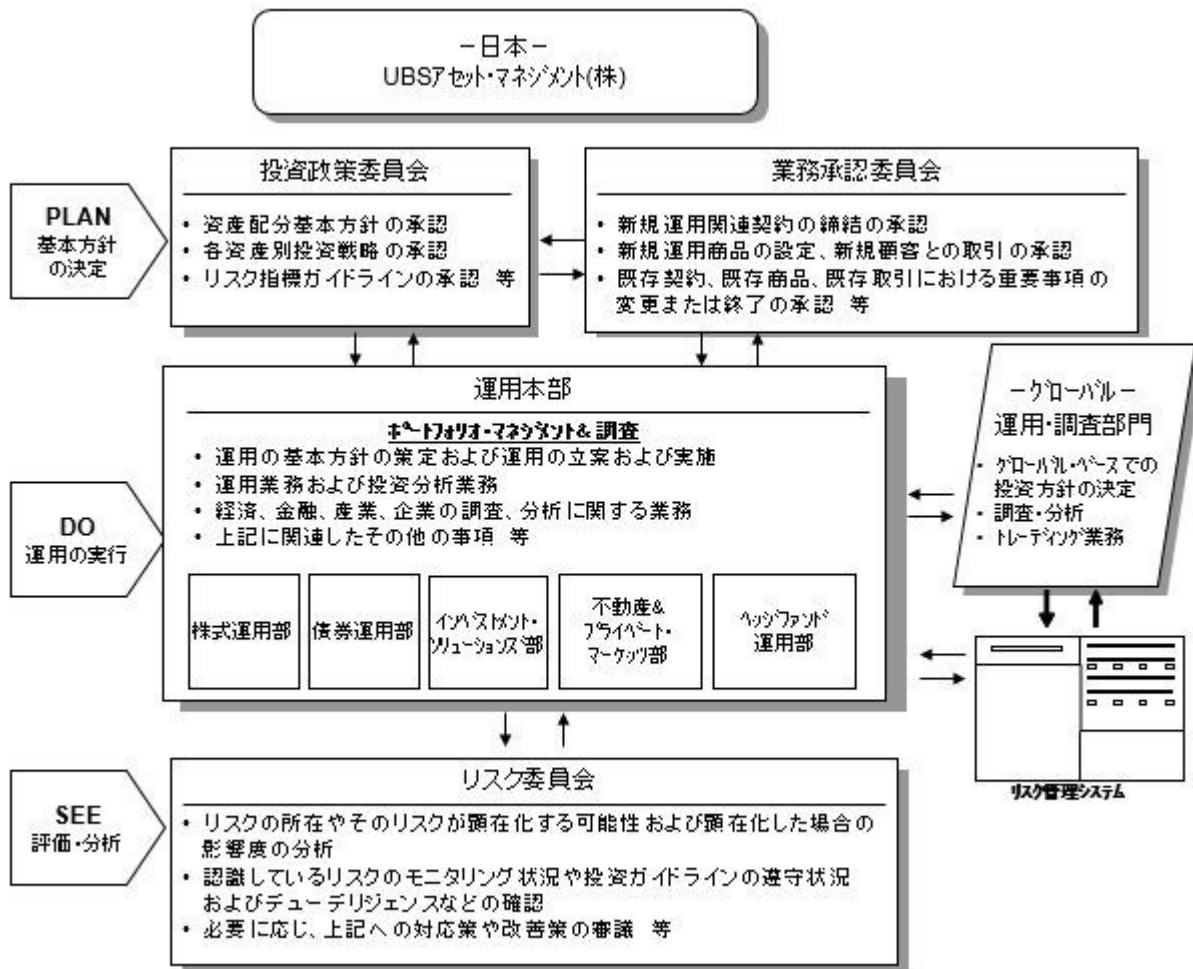 －日本－
UBSアセット・マネジメント(株)
PLAN
基本方針
の決定
投資政策委員会
• 資産配分基本方針の承認
• 各資産別投資戦略の承認
• リスク指標ガイドラインの承認 等
業務承認委員会
• 新規運用関連契約の締結の承認
• 新規運用商品の設定、新規顧客との取引の承認
• 既存契約、既存商品、既存取引における重要事項の
変更または終了の承認 等
DO
運用の実行
運用本部
ポートフォリオ・マネジメント&調査
• 運用の基本方針の策定および運用の立案および実施
• 運用業務および投資分析業務
• 経済、金融、産業、企業の調査、分析に関する業務
• 上記に関連したその他の事項 等
株式運用部
債券運用部
インベストメント・
ソリューションズ部
不動産&
プライベート・
マーケッツ部
ヘッジファンド
運用部
－グローバル－
運用・調査部門
• グローバル・ベースでの
投資方針の決定
• 調査・分析
• トレーディング業務
リスク管理システム
SEE
評価・分析
リスク委員会
• リスクの所在やそのリスクが顕在化する可能性および顕在化した場合の
影響度の分析
• 認識しているリスクのモニタリング状況や投資ガイドラインの遵守状況
およびデューデリジェンスなどの確認
• 必要に応じ、上記への対応策や改善策の審議 等